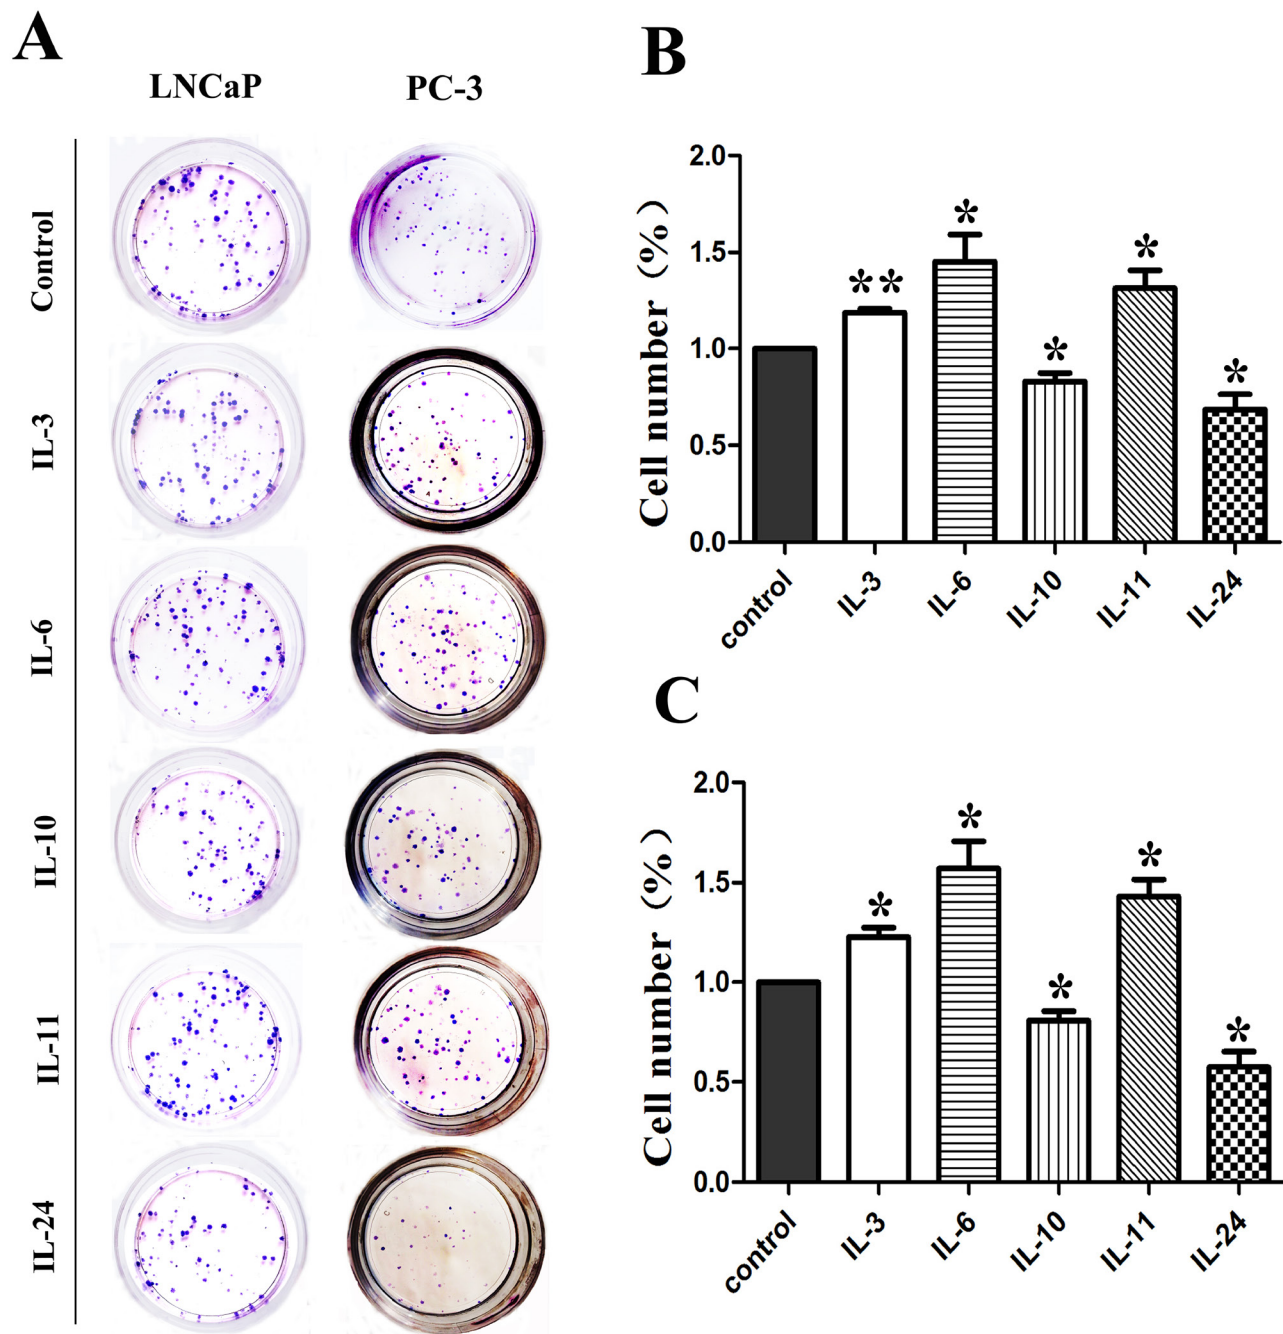 A
LNCaP
PC-3
Control
IL-3
IL-6
IL-10
IL-11
IL-24
B
Cell number (%)
2.0
1.5
1.0
0.5
0.0
**
*
*
*
*
control
IL-3
IL-6
IL-10
IL-11
IL-24
C
Cell number (%)
2.0
1.5
1.0
0.5
0.0
*
*
*
*
*
control
IL-3
IL-6
IL-10
IL-11
IL-24